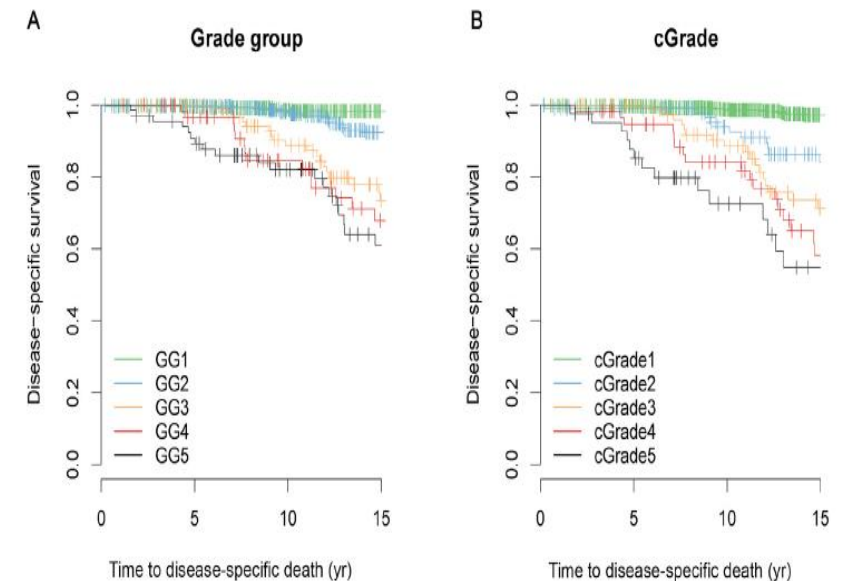 A
Grade group
Disease-specific survival
1.0
0.8
0.6
0.4
0.2
0.0
GG1
GG2
GG3
GG4
GG5
0 5 10 15
Time to disease-specific death (yr)
B
cGrade
Disease-specific survival
1.0
0.8
0.6
0.4
0.2
0.0
cGrade1
cGrade2
cGrade3
cGrade4
cGrade5
0 5 10 15
Time to disease-specific death (yr)